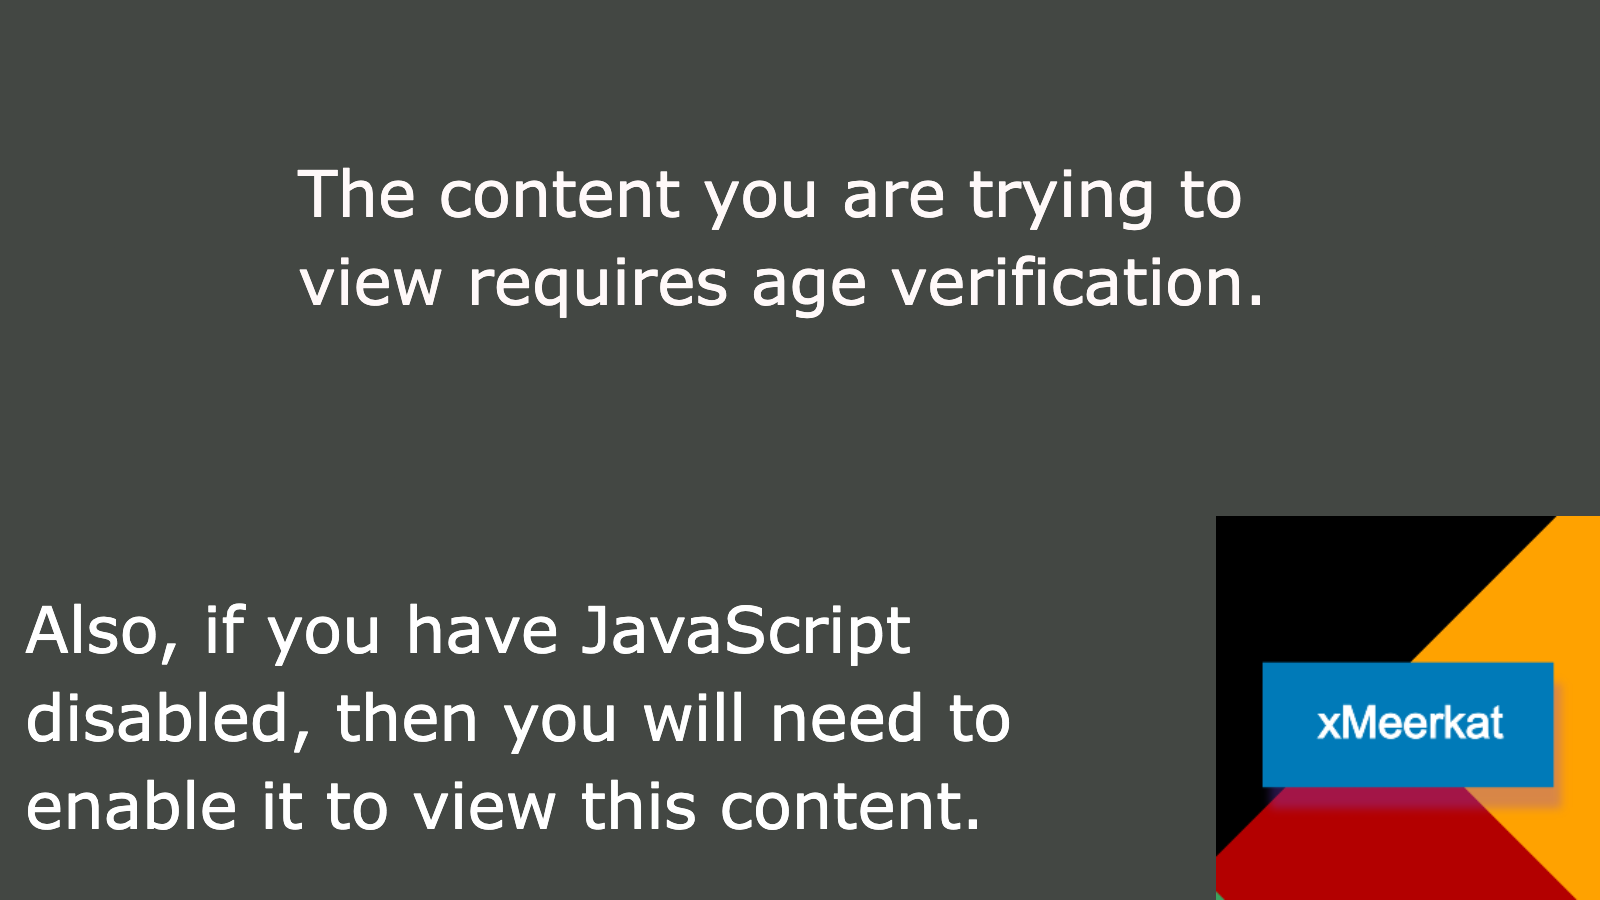 The content you are trying to
view requires age verification.
Also, if you have JavaScript
disabled, then you will need to
enable it to view this content.
xMeerkat